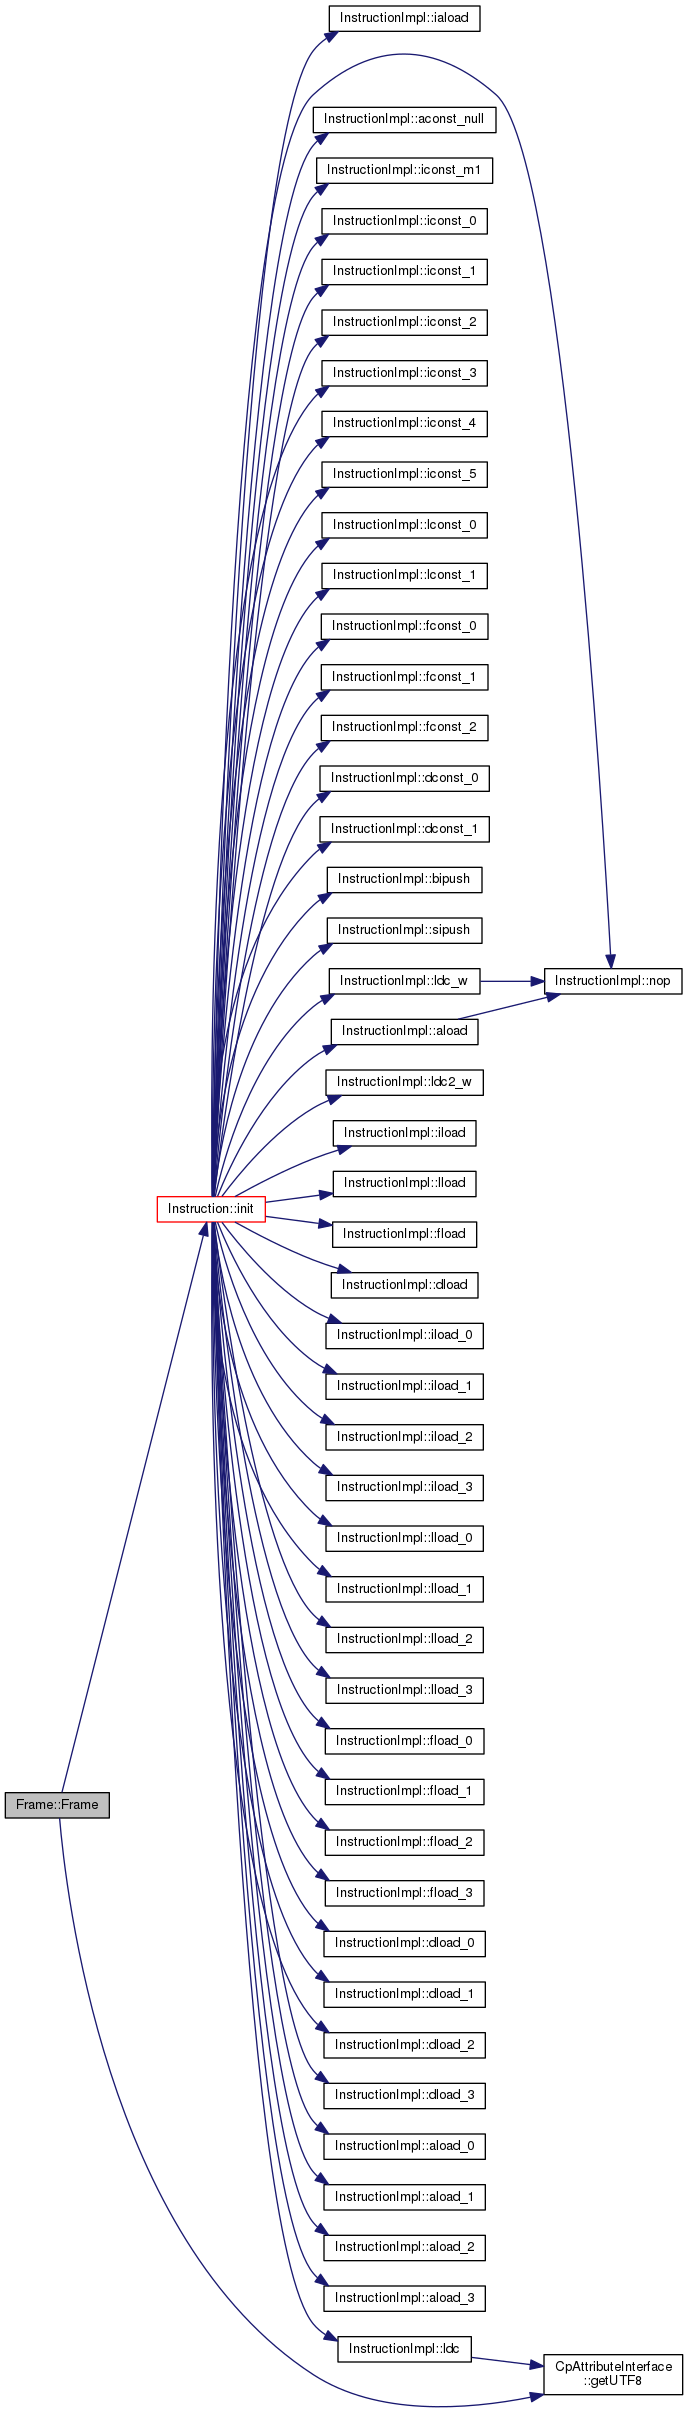 InstructionImpl::iaload
InstructionImpl::aconst_null
InstructionImpl::iconst_m1
InstructionImpl::iconst_0
InstructionImpl::iconst_1
InstructionImpl::iconst_2
InstructionImpl::iconst_3
InstructionImpl::iconst_4
InstructionImpl::iconst_5
InstructionImpl::lconst_0
InstructionImpl::lconst_1
InstructionImpl::fconst_0
InstructionImpl::fconst_1
InstructionImpl::fconst_2
InstructionImpl::dconst_0
InstructionImpl::dconst_1
InstructionImpl::bipush
InstructionImpl::sipush
InstructionImpl::ldc_w
InstructionImpl::nop
InstructionImpl::aload
InstructionImpl::ldc2_w
InstructionImpl::iload
InstructionImpl::lload
Instruction::init
InstructionImpl::fload
InstructionImpl::dload
InstructionImpl::iload_0
InstructionImpl::iload_1
InstructionImpl::iload_2
InstructionImpl::iload_3
InstructionImpl::lload_0
InstructionImpl::lload_1
InstructionImpl::lload_2
InstructionImpl::lload_3
InstructionImpl::fload_0
InstructionImpl::fload_1
Frame::Frame
InstructionImpl::fload_2
InstructionImpl::fload_3
InstructionImpl::dload_0
InstructionImpl::dload_1
InstructionImpl::dload_2
InstructionImpl::dload_3
InstructionImpl::aload_0
InstructionImpl::aload_1
InstructionImpl::aload_2
InstructionImpl::aload_3
InstructionImpl::ldc
CpAttributeInterface
::getUTF8